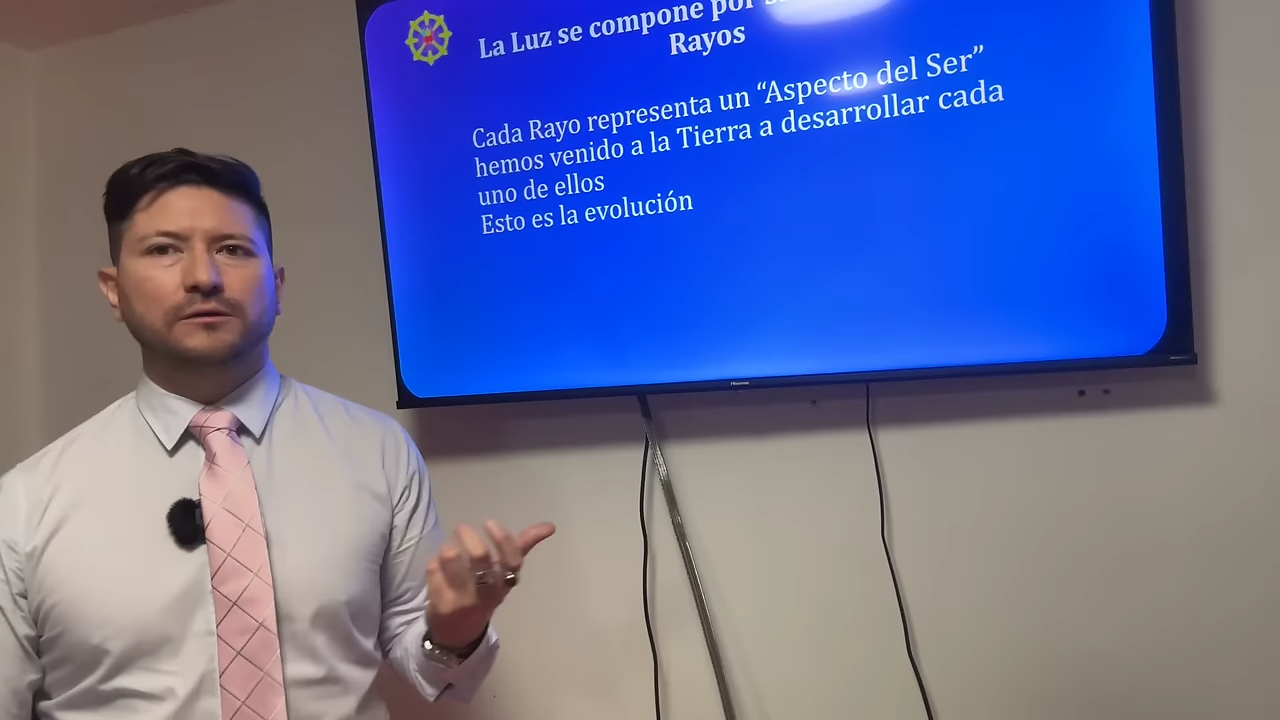 La Luz se compone por
Rayos
Cada Rayo representa un “Aspecto del Ser”
hemos venido a la Tierra a desarrollar cada
uno de ellos
Esto es la evolución
Hisense